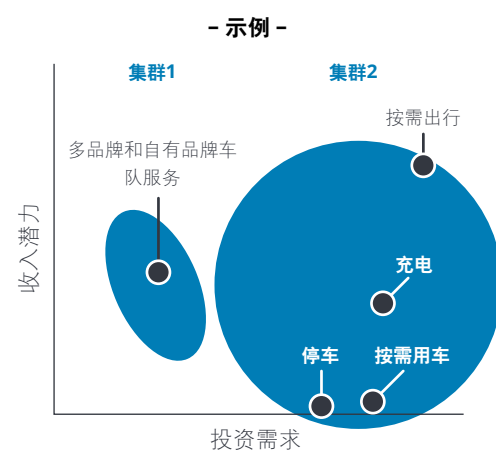 – 示例 –
集群1
集群2
按需出行
多品牌和自有品牌车
队服务
充电
停车
按需用车
收入潜力
投资需求